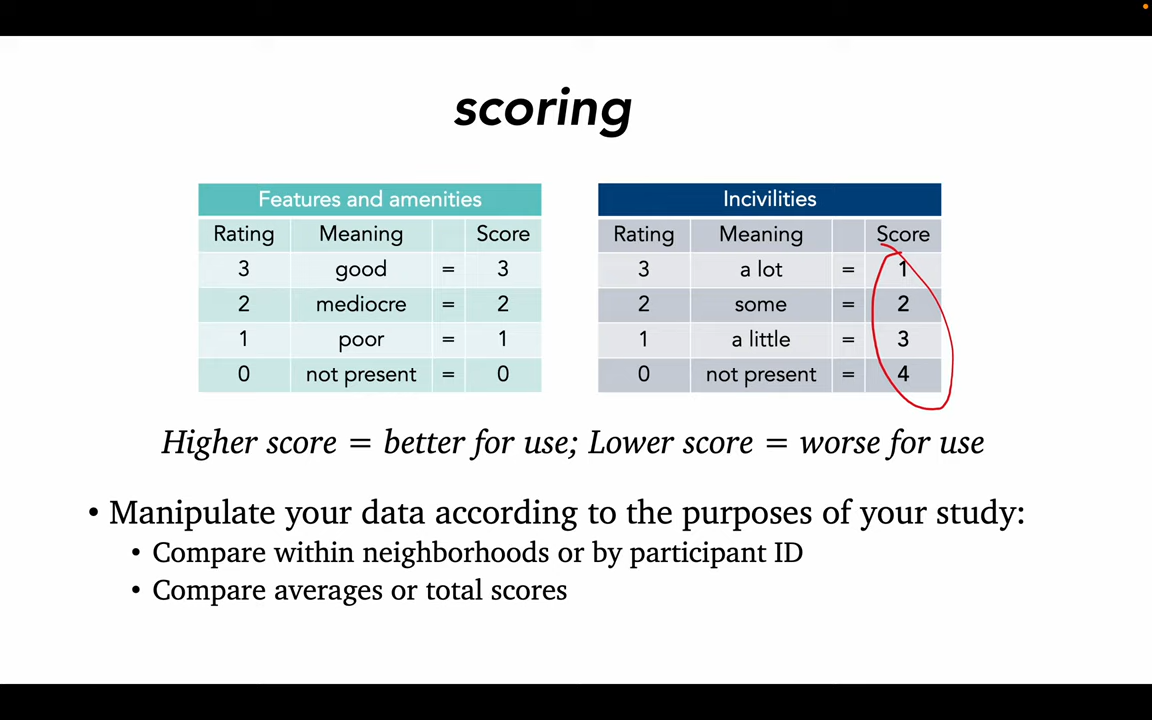 scoring
Features and amenities
Rating Meaning Score
3 good = 3
2 mediocre = 2
1 poor = 1
0 not present = 0
Incivilities
Rating Meaning Score
3 a lot = 1
2 some = 2
1 a little = 3
0 not present = 4
Higher score = better for use; Lower score = worse for use
• Manipulate your data according to the purposes of your study:
• Compare within neighborhoods or by participant ID
• Compare averages or total scores